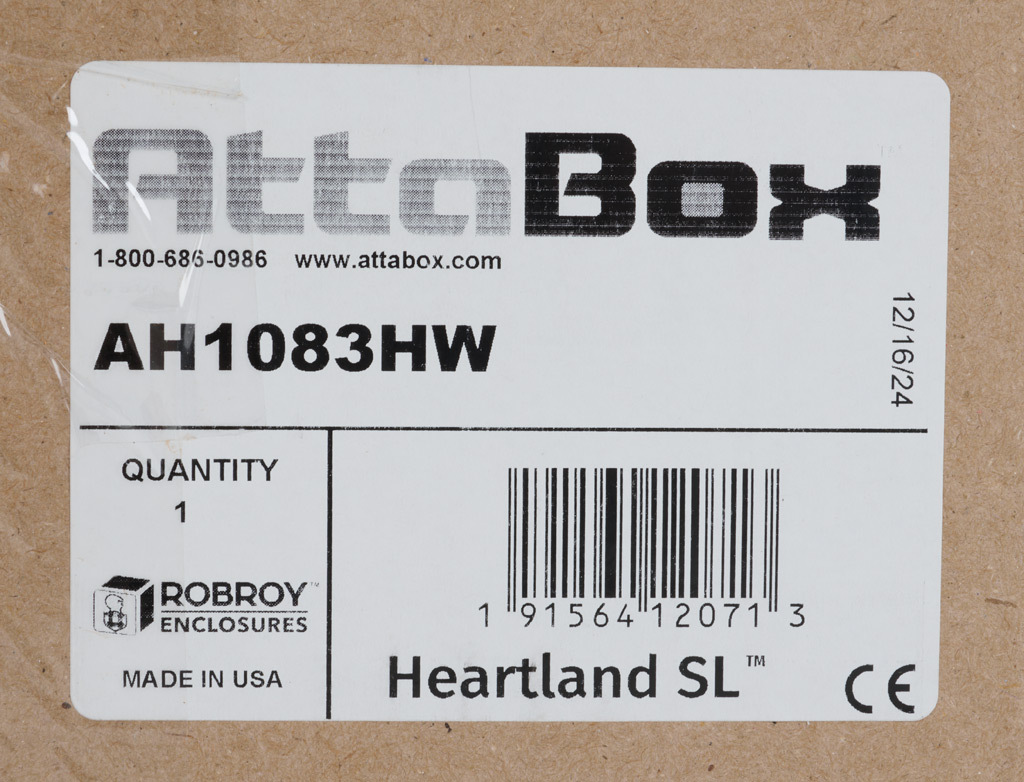 AttaBox
1-800-686-0986 www.attabox.com
AH1083HW
12/16/24
QUANTITY
1
ROBROY™
ENCLOSURES
MADE IN USA
1 91564 12071 3
Heartland SL™
CE